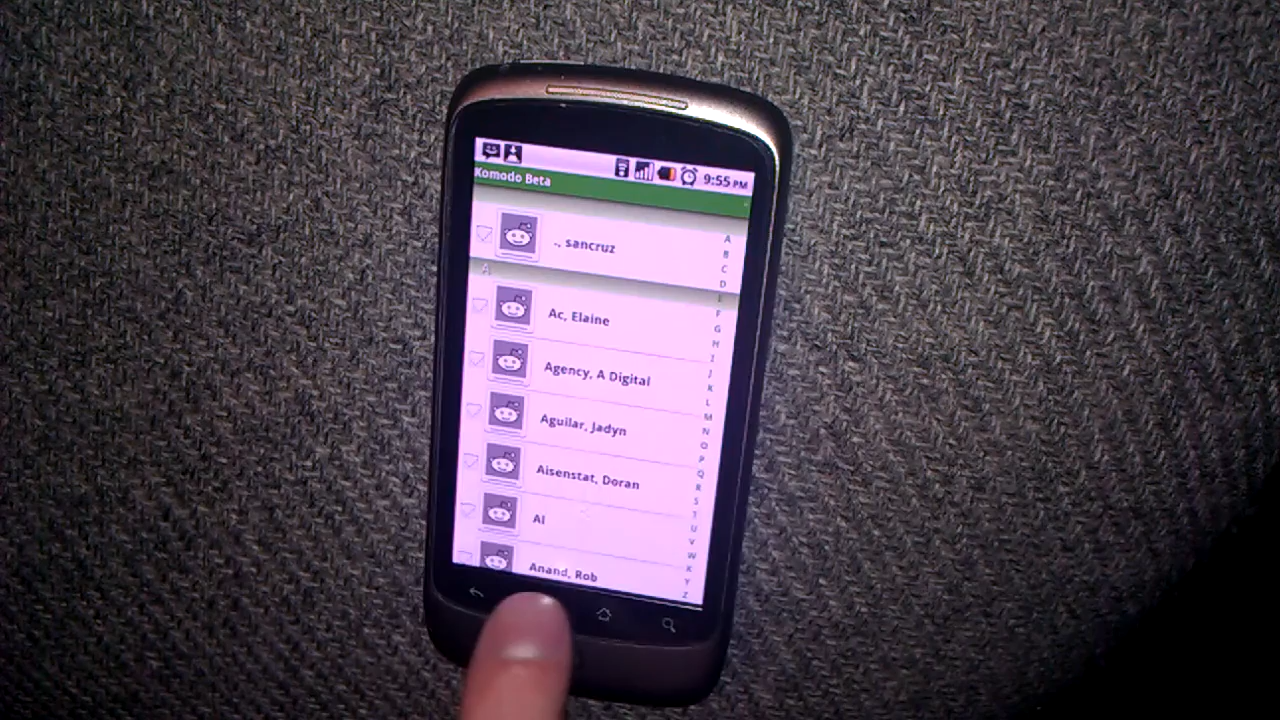 9:55 PM
Komodo Beta
., sancruz
A
Ac, Elaine
Agency, A Digital
Aguilar, Jadyn
Aisenstat, Doran
Al
Anand, Rob
A
B
C
D
E
F
G
H
I
J
K
L
M
N
O
P
Q
R
S
T
U
V
W
X
Y
Z